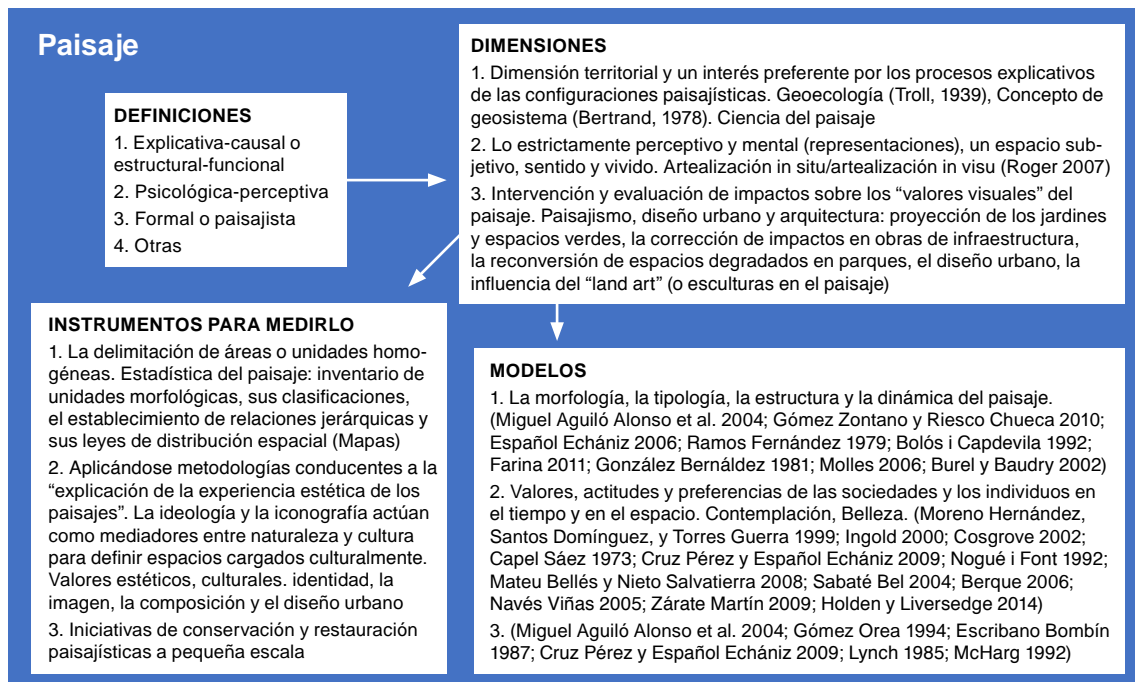 Paisaje
DEFINICIONES
1. Explicativa-causal o
estructural-funcional
2. Psicológica-perceptiva
3. Formal o paisajista
4. Otras
DIMENSIONES
1. Dimensión territorial y un interés preferente por los procesos explicativos
de las configuraciones paisajísticas. Geoecología (Troll, 1939), Concepto de
geosistema (Bertrand, 1978). Ciencia del paisaje
2. Lo estrictamente perceptivo y mental (representaciones), un espacio sub-
jetivo, sentido y vivido. Artealización in situ/artealización in visu (Roger 2007)
3. Intervención y evaluación de impactos sobre los “valores visuales” del
paisaje. Paisajismo, diseño urbano y arquitectura: proyección de los jardines
y espacios verdes, la corrección de impactos en obras de infraestructura,
la reconversión de espacios degradados en parques, el diseño urbano, la
influencia del “land art” (o esculturas en el paisaje)
INSTRUMENTOS PARA MEDIRLO
1. La delimitación de áreas o unidades homo-
géneas. Estadística del paisaje: inventario de
unidades morfológicas, sus clasificaciones,
el establecimiento de relaciones jerárquicas y
sus leyes de distribución espacial (Mapas)
2. Aplicándose metodologías conducentes a la
“explicación de la experiencia estética de los
paisajes”. La ideología y la iconografía actúan
como mediadores entre naturaleza y cultura
para definir espacios cargados culturalmente.
Valores estéticos, culturales. identidad, la
imagen, la composición y el diseño urbano
3. Iniciativas de conservación y restauración
paisajísticas a pequeña escala
MODELOS
1. La morfología, la tipología, la estructura y la dinámica del paisaje.
(Miguel Aguiló Alonso et al. 2004; Gómez Zontano y Riesco Chueca 2010;
Español Echániz 2006; Ramos Fernández 1979; Bolós i Capdevila 1992;
Farina 2011; González Bernáldez 1981; Molles 2006; Burel y Baudry 2002)
2. Valores, actitudes y preferencias de las sociedades y los individuos en
el tiempo y en el espacio. Contemplación, Belleza. (Moreno Hernández,
Santos Domínguez, y Torres Guerra 1999; Ingold 2000; Cosgrove 2002;
Capel Sáez 1973; Cruz Pérez y Español Echániz 2009; Nogué i Font 1992;
Mateu Bellés y Nieto Salvatierra 2008; Sabaté Bel 2004; Berque 2006;
Navés Viñas 2005; Zárate Martín 2009; Holden y Liversedge 2014)
3. (Miguel Aguiló Alonso et al. 2004; Gómez Orea 1994; Escribano Bombín
1987; Cruz Pérez y Español Echániz 2009; Lynch 1985; McHarg 1992)